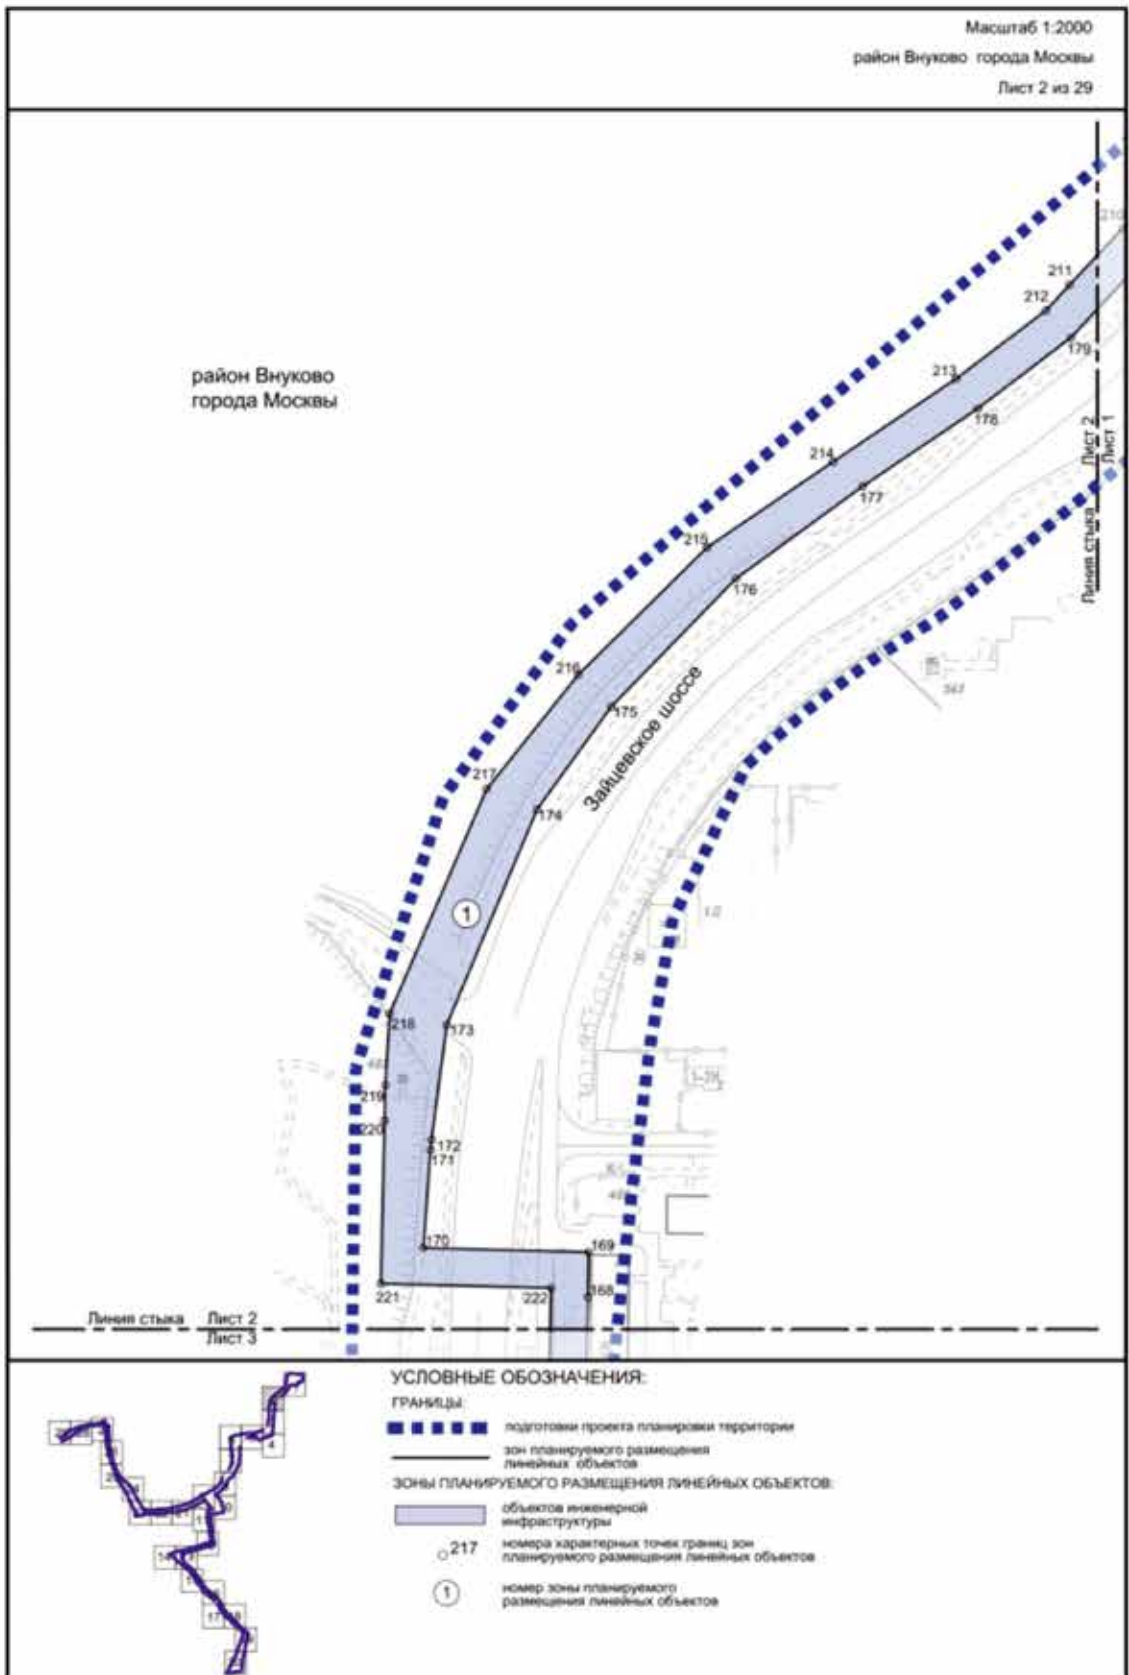 Масштаб 1:2000
район Внуково города Москвы
Лист 2 из 29
210
211
212
179
213
178
район Внуково
города Москвы
Лист 2
Лист 1
Линия стыка
214
177
215
176
216
175
Зайцевское шоссе
217
174
1
218
173
219
220
172
171
170
169
168
221
222
Линия стыка Лист 2
Лист 3
УСЛОВНЫЕ ОБОЗНАЧЕНИЯ:
ГРАНИЦЫ:
подготовки проекта планировки территории
зон планируемого размещения
линейных объектов
ЗОНЫ ПЛАНИРУЕМОГО РАЗМЕЩЕНИЯ ЛИНЕЙНЫХ ОБЪЕКТОВ:
объектов инженерной
инфраструктуры
217 номера характерных точек границ зон
планируемого размещения линейных объектов
1 номер зоны планируемого
размещения линейных объектов
4
14
17